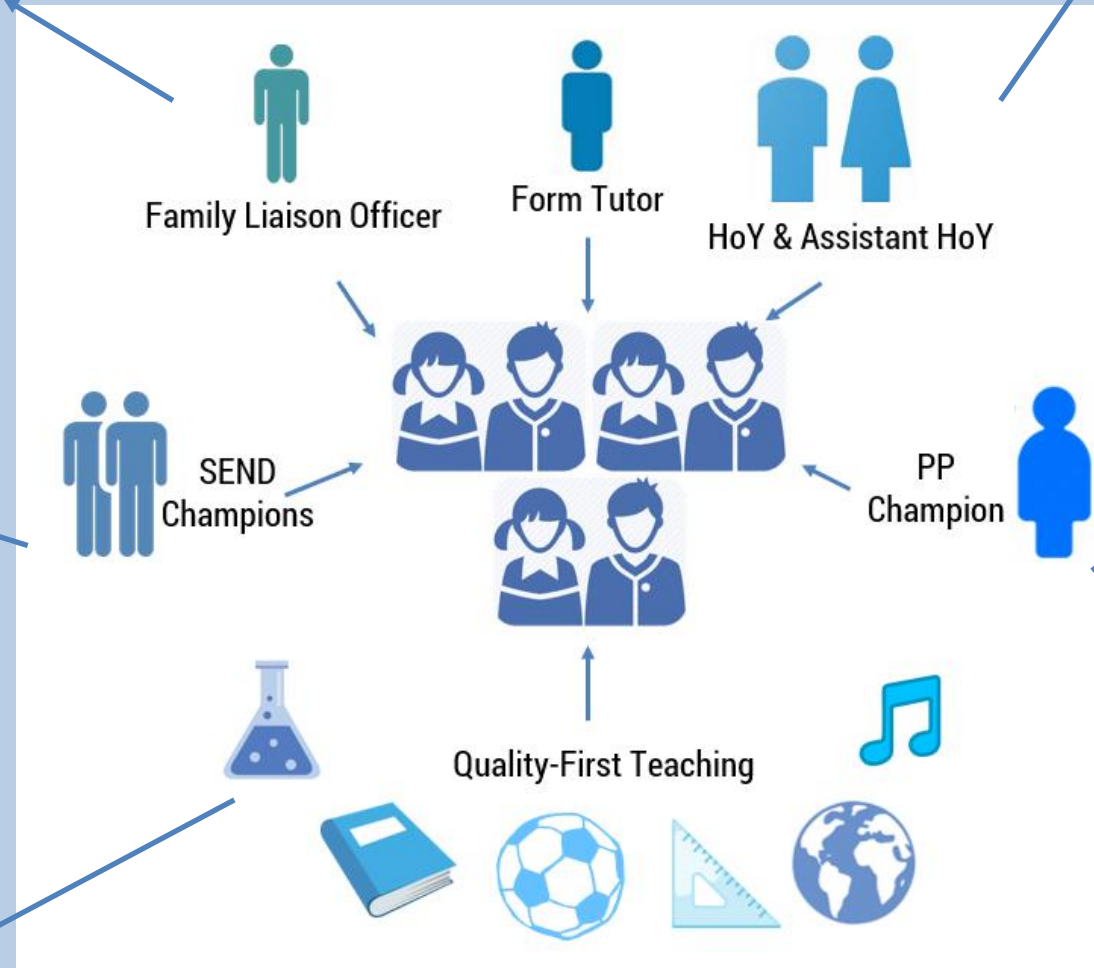 Family Liaison Officer
Form Tutor
HoY & Assistant HoY
SEND
Champions
PP
Champion
Quality-First Teaching